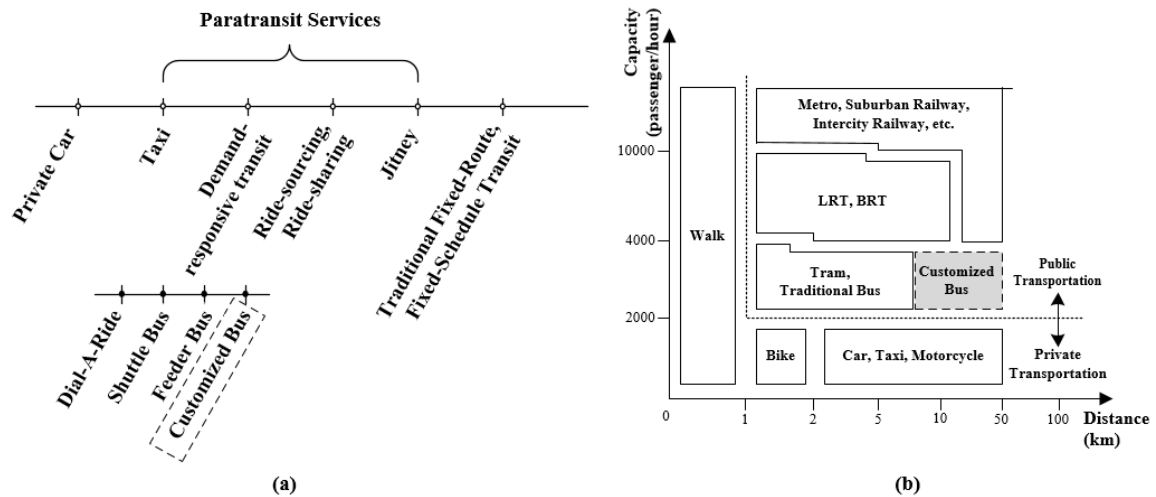 Paratransit Services
Private Car
Taxi
Demand-
responsive transit
Ride-sourcing,
Ride-sharing
Jitney
Traditional Fixed-Route,
Fixed-Schedule Transit
Dial-A-Ride
Shuttle Bus
Feeder Bus
Customized Bus
(a)
Capacity
(passenger/hour)
10000
4000
2000
Walk
Metro, Suburban Railway,
Intercity Railway, etc.
LRT, BRT
Tram,
Traditional Bus
Customized
Bus
Public
Transportation
Bike
Car, Taxi, Motorcycle
Private
Transportation
0
1
2
5
10
50
100
Distance
(km)
(b)